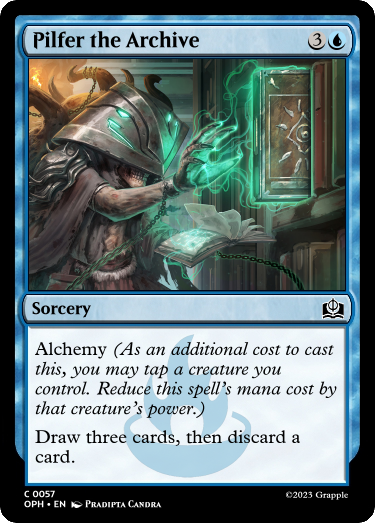 Pilfer the Archive 3
Sorcery
Alchemy (As an additional cost to cast
this, you may tap a creature you
control. Reduce this spell's mana cost by
that creature's power.)
Draw three cards, then discard a
card.
C 0057
OPH • EN Pradipta Candra
©2023 Grapple